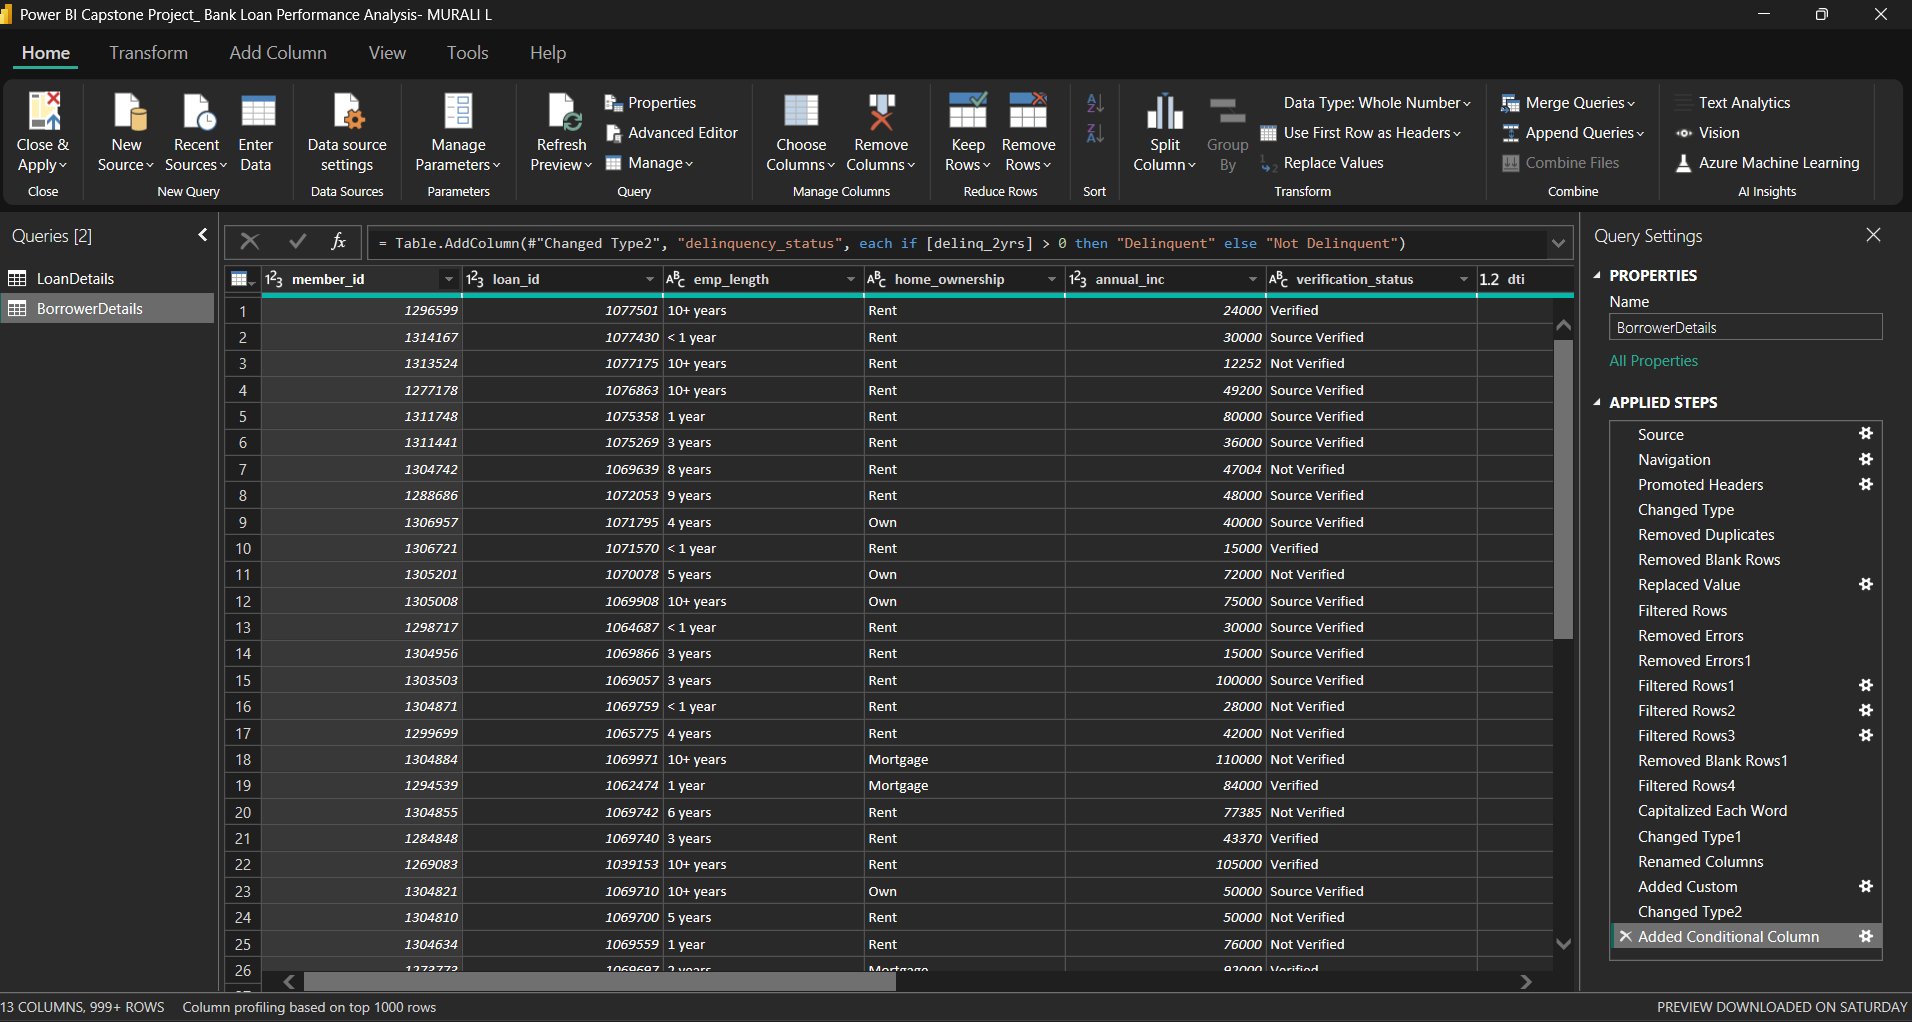 Power BI Capstone Project_ Bank Loan Performance Analysis- MURALI L
Home Transform Add Column View Tools Help
Close & Apply
Close
New Source
Recent Sources
Enter Data
New Query
Data source settings
Data Sources
Manage Parameters
Parameters
Refresh Preview
Properties
Advanced Editor
Manage
Query
Choose Columns
Remove Columns
Manage Columns
Keep Rows
Remove Rows
Reduce Rows
Sort
Split Column
Group By
Data Type: Whole Number
Use First Row as Headers
Replace Values
Transform
Merge Queries
Append Queries
Combine Files
Combine
Text Analytics
Vision
Azure Machine Learning
AI Insights
Queries [2]
LoanDetails
BorrowerDetails
fx
= Table.AddColumn(#"Changed Type2", "delinquency_status", each if [delinq_2yrs] > 0 then "Delinquent" else "Not Delinquent")
123 member_id 123 loan_id ABC emp_length ABC home_ownership 123 annual_inc ABC verification_status 1.2 dti
1 1296599 1077501 10+ years Rent 24000 Verified
2 1314167 1077430 < 1 year Rent 30000 Source Verified
3 1313524 1077175 10+ years Rent 12252 Not Verified
4 1277178 1076863 10+ years Rent 49200 Source Verified
5 1311748 1075358 1 year Rent 80000 Source Verified
6 1311441 1075269 3 years Rent 36000 Source Verified
7 1304742 1069639 8 years Rent 47004 Not Verified
8 1288686 1072053 9 years Rent 48000 Source Verified
9 1306957 1071795 4 years Own 40000 Source Verified
10 1306721 1071570 < 1 year Rent 15000 Verified
11 1305201 1070078 5 years Own 72000 Not Verified
12 1305008 1069908 10+ years Own 75000 Source Verified
13 1298717 1064687 < 1 year Rent 30000 Source Verified
14 1304956 1069866 3 years Rent 15000 Source Verified
15 1303503 1069057 3 years Rent 100000 Source Verified
16 1304871 1069759 < 1 year Rent 28000 Not Verified
17 1299699 1065775 4 years Rent 42000 Not Verified
18 1304884 1069971 10+ years Mortgage 110000 Not Verified
19 1294539 1062474 1 year Mortgage 84000 Verified
20 1304855 1069742 6 years Rent 77385 Not Verified
21 1284848 1069740 3 years Rent 43370 Verified
22 1269083 1039153 10+ years Rent 105000 Verified
23 1304821 1069710 10+ years Own 50000 Source Verified
24 1304810 1069700 5 years Rent 50000 Not Verified
25 1304634 1069559 1 year Rent 76000 Not Verified
26 1273773 1069697 2 years Mortgage 92000 Verified
Query Settings
PROPERTIES
Name
BorrowerDetails
All Properties
APPLIED STEPS
Source
Navigation
Promoted Headers
Changed Type
Removed Duplicates
Removed Blank Rows
Replaced Value
Filtered Rows
Removed Errors
Removed Errors1
Filtered Rows1
Filtered Rows2
Filtered Rows3
Removed Blank Rows1
Filtered Rows4
Capitalized Each Word
Changed Type1
Renamed Columns
Added Custom
Changed Type2
Added Conditional Column
13 COLUMNS, 999+ ROWS Column profiling based on top 1000 rows
PREVIEW DOWNLOADED ON SATURDAY